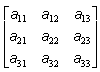 a₁₁ a₁₂ a₁₃
a₂₁ a₂₂ a₂₃
a₃₁ a₃₂ a₃₃